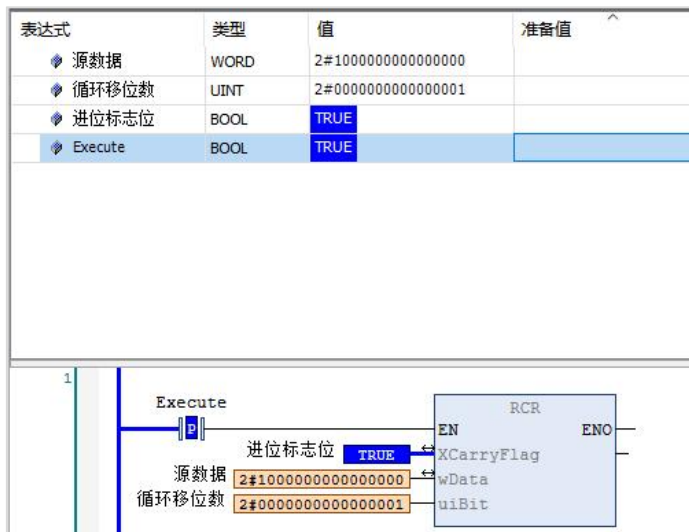 表达式 类型 值 准备值
源数据 WORD 2#1000000000000000
循环移位数 UINT 2#0000000000000001
进位标志位 BOOL TRUE
Execute BOOL TRUE
1
Execute
P
RCR
EN ENO
进位标志位 TRUE XCarryFlag
源数据 2#1000000000000000 wData
循环移位数 2#0000000000000001 uiBit